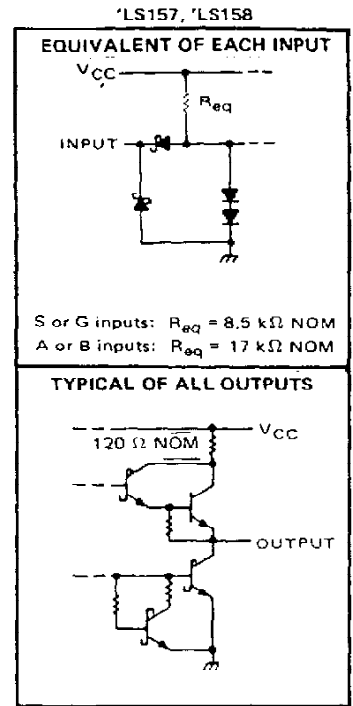 'LS157, 'LS158
EQUIVALENT OF EACH INPUT
VCC
Req
INPUT
S or G inputs: Req = 8.5 kΩ NOM
A or B inputs: Req = 17 kΩ NOM
TYPICAL OF ALL OUTPUTS
VCC
120 Ω NOM
OUTPUT